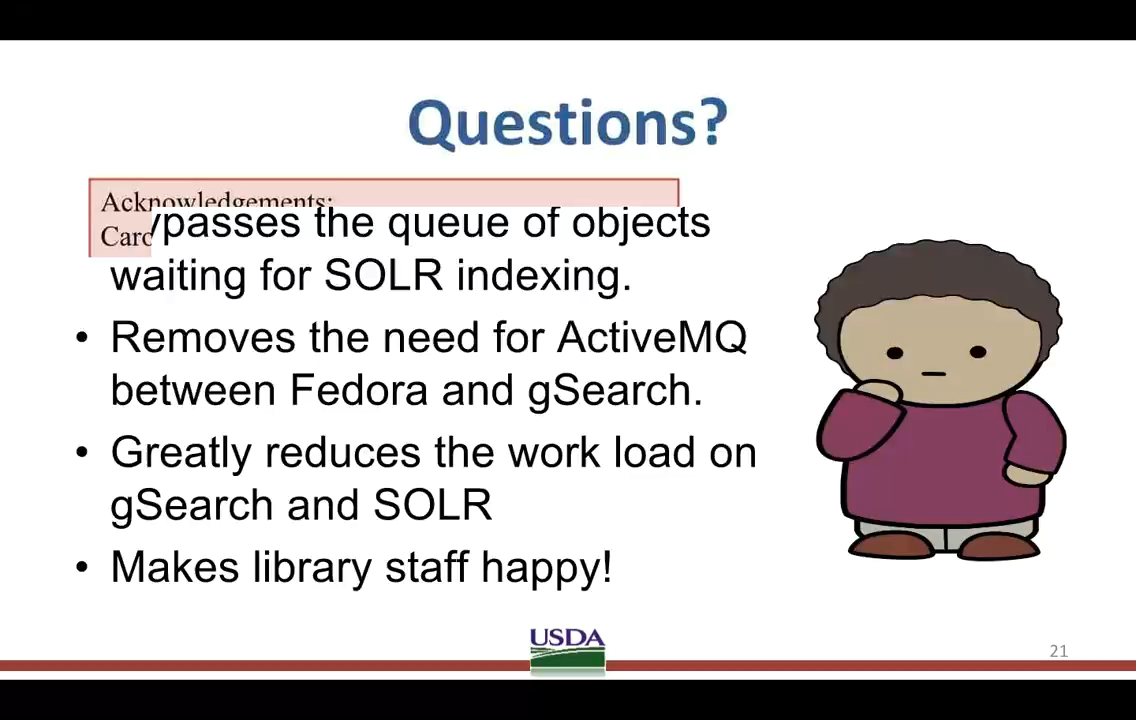 Questions?
Acknowledgements:
passes the queue of objects
waiting for SOLR indexing.
• Removes the need for ActiveMQ
between Fedora and gSearch.
• Greatly reduces the work load on
gSearch and SOLR
• Makes library staff happy!
USDA
21